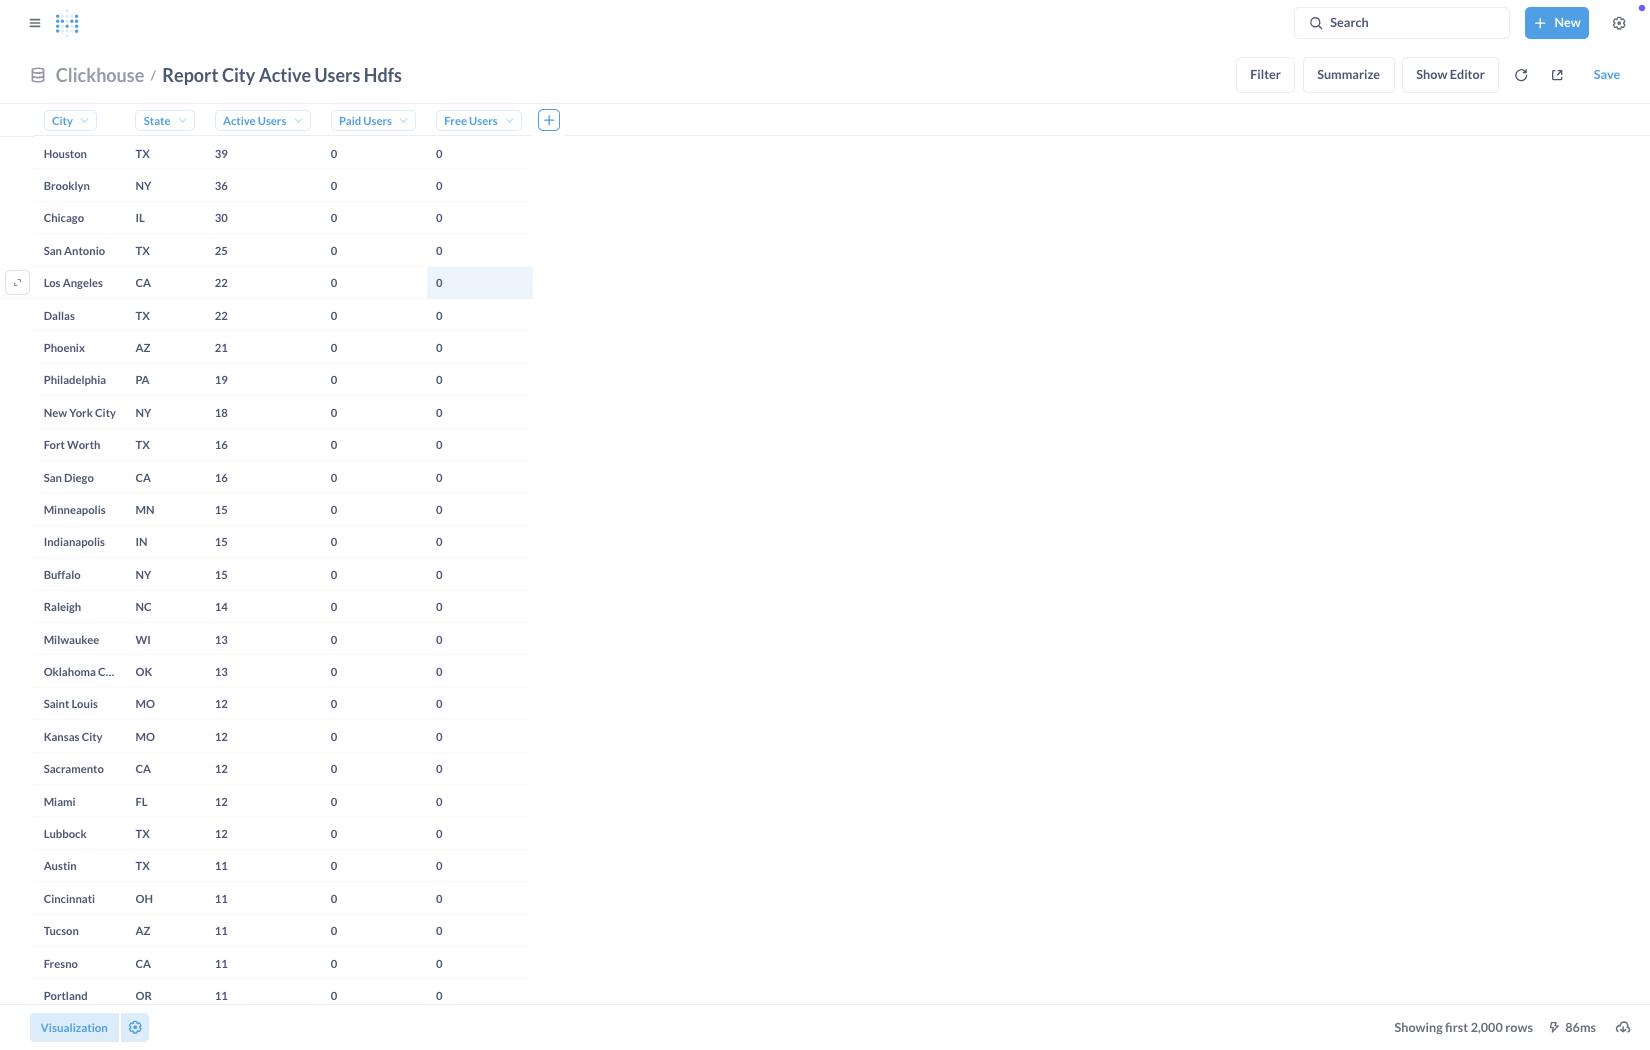 Search
New
Clickhouse / Report City Active Users Hdfs
Filter Summarize Show Editor Save
City State Active Users Paid Users Free Users
Houston TX 39 0 0
Brooklyn NY 36 0 0
Chicago IL 30 0 0
San Antonio TX 25 0 0
Los Angeles CA 22 0 0
Dallas TX 22 0 0
Phoenix AZ 21 0 0
Philadelphia PA 19 0 0
New York City NY 18 0 0
Fort Worth TX 16 0 0
San Diego CA 16 0 0
Minneapolis MN 15 0 0
Indianapolis IN 15 0 0
Buffalo NY 15 0 0
Raleigh NC 14 0 0
Milwaukee WI 13 0 0
Oklahoma C... OK 13 0 0
Saint Louis MO 12 0 0
Kansas City MO 12 0 0
Sacramento CA 12 0 0
Miami FL 12 0 0
Lubbock TX 12 0 0
Austin TX 11 0 0
Cincinnati OH 11 0 0
Tucson AZ 11 0 0
Fresno CA 11 0 0
Portland OR 11 0 0
Visualization
Showing first 2,000 rows 86ms